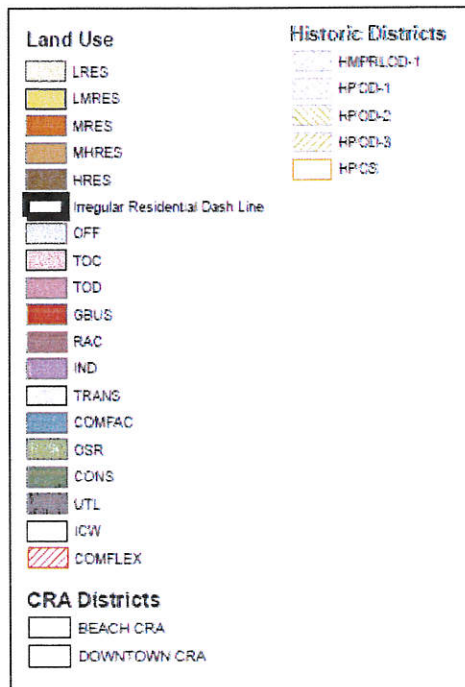 Land Use
LRES
LMRES
MRES
MHRES
HRES
Irregular Residential Dash Line
OFF
TOC
TOD
GBUS
RAC
IND
TRANS
COMFAC
OSR
CONS
UTL
ICW
COMFLEX
CRA Districts
BEACH CRA
DOWNTOWN CRA
Historic Districts
HMPRLOD-1
HPOD-1
HPOD-2
HPOD-3
HPCS